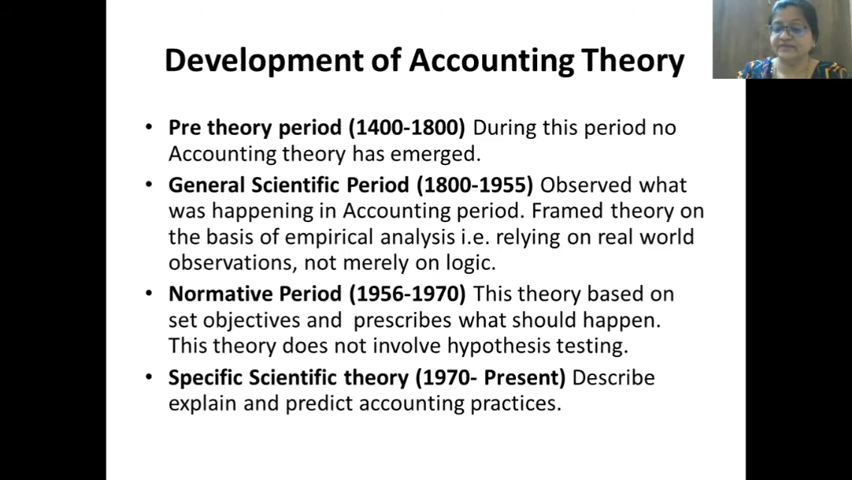 Development of Accounting Theory
• Pre theory period (1400-1800) During this period no
Accounting theory has emerged.
• General Scientific Period (1800-1955) Observed what
was happening in Accounting period. Framed theory on
the basis of empirical analysis i.e. relying on real world
observations, not merely on logic.
• Normative Period (1956-1970) This theory based on
set objectives and  prescribes what should happen.
This theory does not involve hypothesis testing.
• Specific Scientific theory (1970- Present) Describe
explain and predict accounting practices.